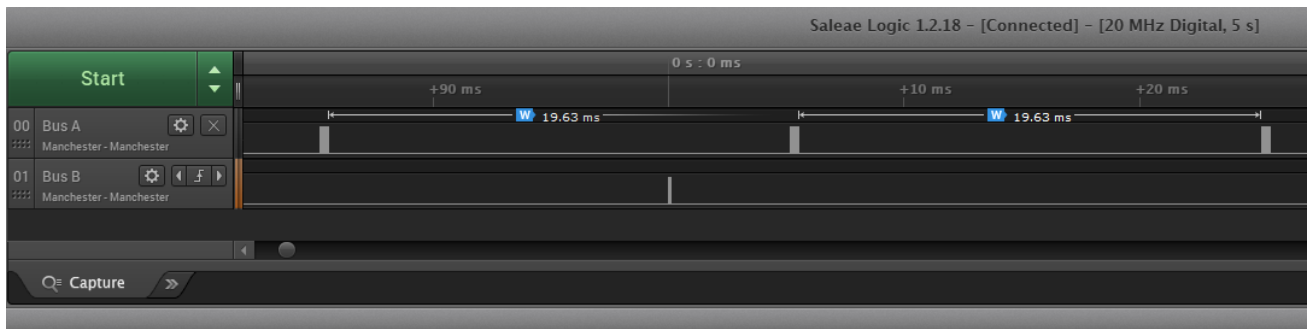 Saleae Logic 1.2.18 - [Connected] - [20 MHz Digital, 5 s]
Start
0 s : 0 ms
+90 ms
+10 ms
+20 ms
00 Bus A
W 19.63 ms
W 19.63 ms
Manchester - Manchester
01 Bus B
Manchester - Manchester
Capture